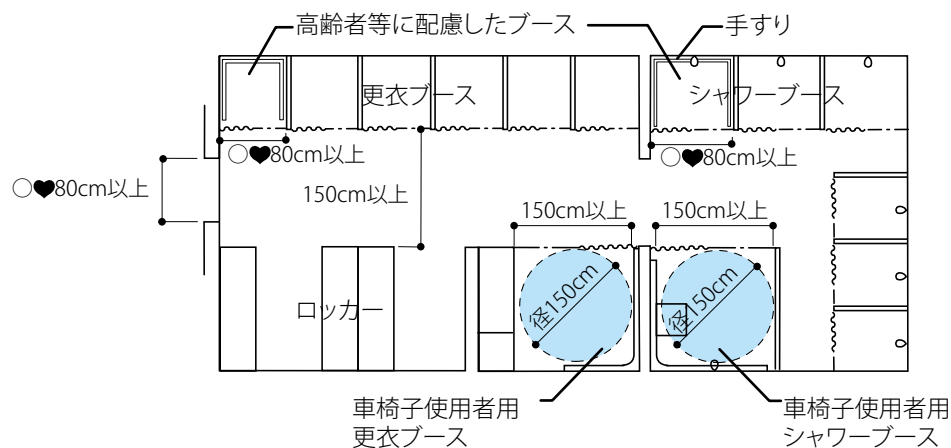 高齢者等に配慮したブース
手すり
更衣ブース
シャワーブース
○♥80cm以上
○♥80cm以上
○♥80cm以上
150cm以上
150cm以上
150cm以上
ロッカー
径150cm
径150cm
車椅子使用者用
更衣ブース
車椅子使用者用
シャワーブース